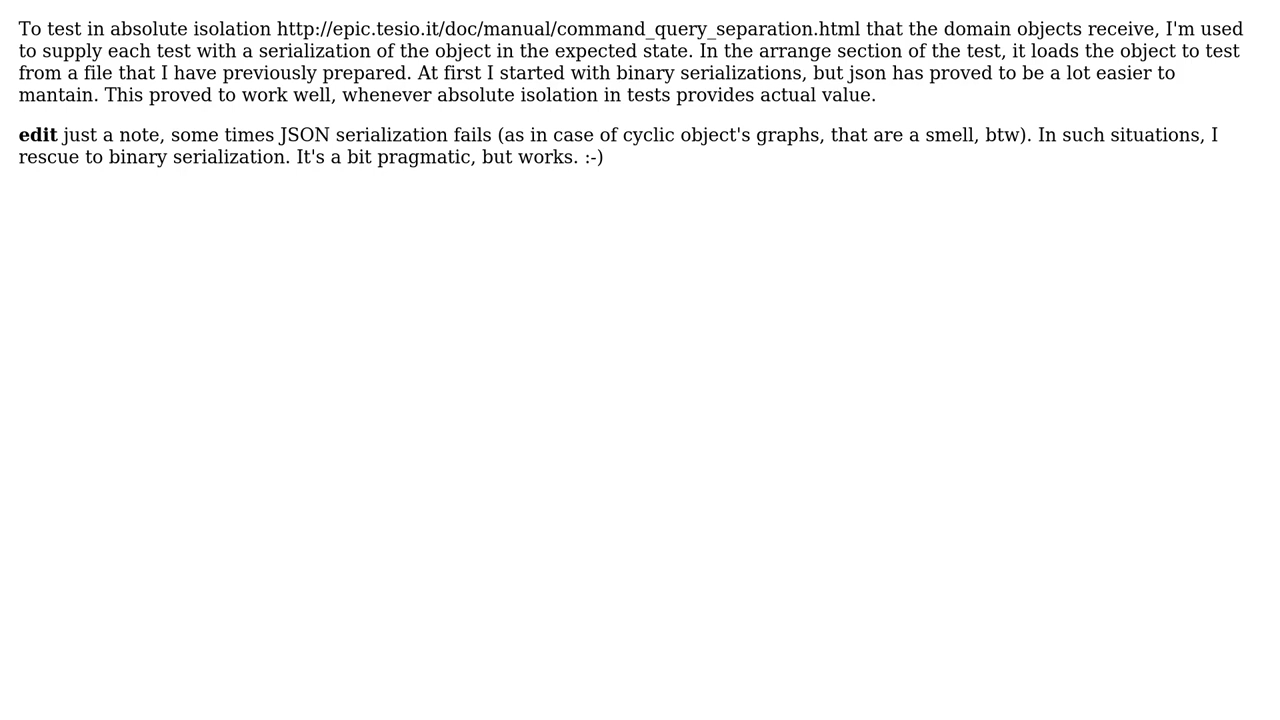 To test in absolute isolation http://epic.tesio.it/doc/manual/command_query_separation.html that the domain objects receive, I'm used
to supply each test with a serialization of the object in the expected state. In the arrange section of the test, it loads the object to test
from a file that I have previously prepared. At first I started with binary serializations, but json has proved to be a lot easier to
mantain. This proved to work well, whenever absolute isolation in tests provides actual value.
edit just a note, some times JSON serialization fails (as in case of cyclic object's graphs, that are a smell, btw). In such situations, I
rescue to binary serialization. It's a bit pragmatic, but works. :-)